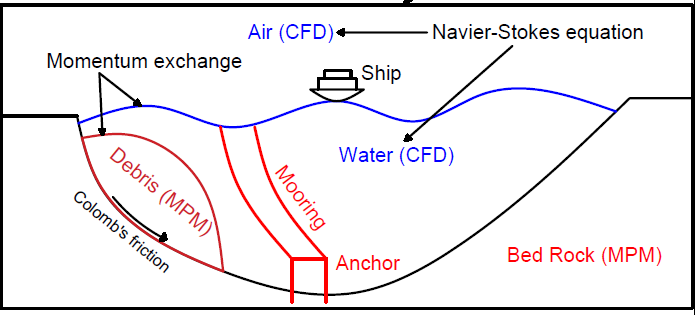 Air (CFD)
Navier-Stokes equation
Momentum exchange
Ship
Water (CFD)
Debris (MPM)
Mooring
Colomb's friction
Anchor
Bed Rock (MPM)